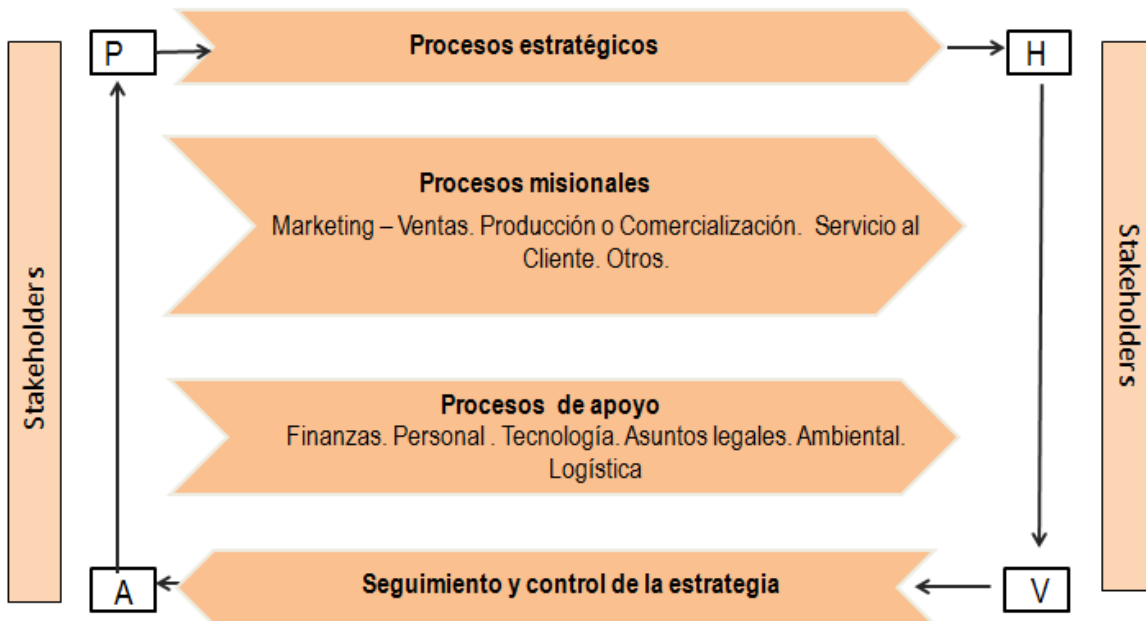 P
Procesos estratégicos
H
Stakeholders
Procesos misionales
Marketing – Ventas. Producción o Comercialización. Servicio al
Cliente. Otros.
Stakeholders
Procesos de apoyo
Finanzas. Personal . Tecnología. Asuntos legales. Ambiental.
Logística
A
Seguimiento y control de la estrategia
V